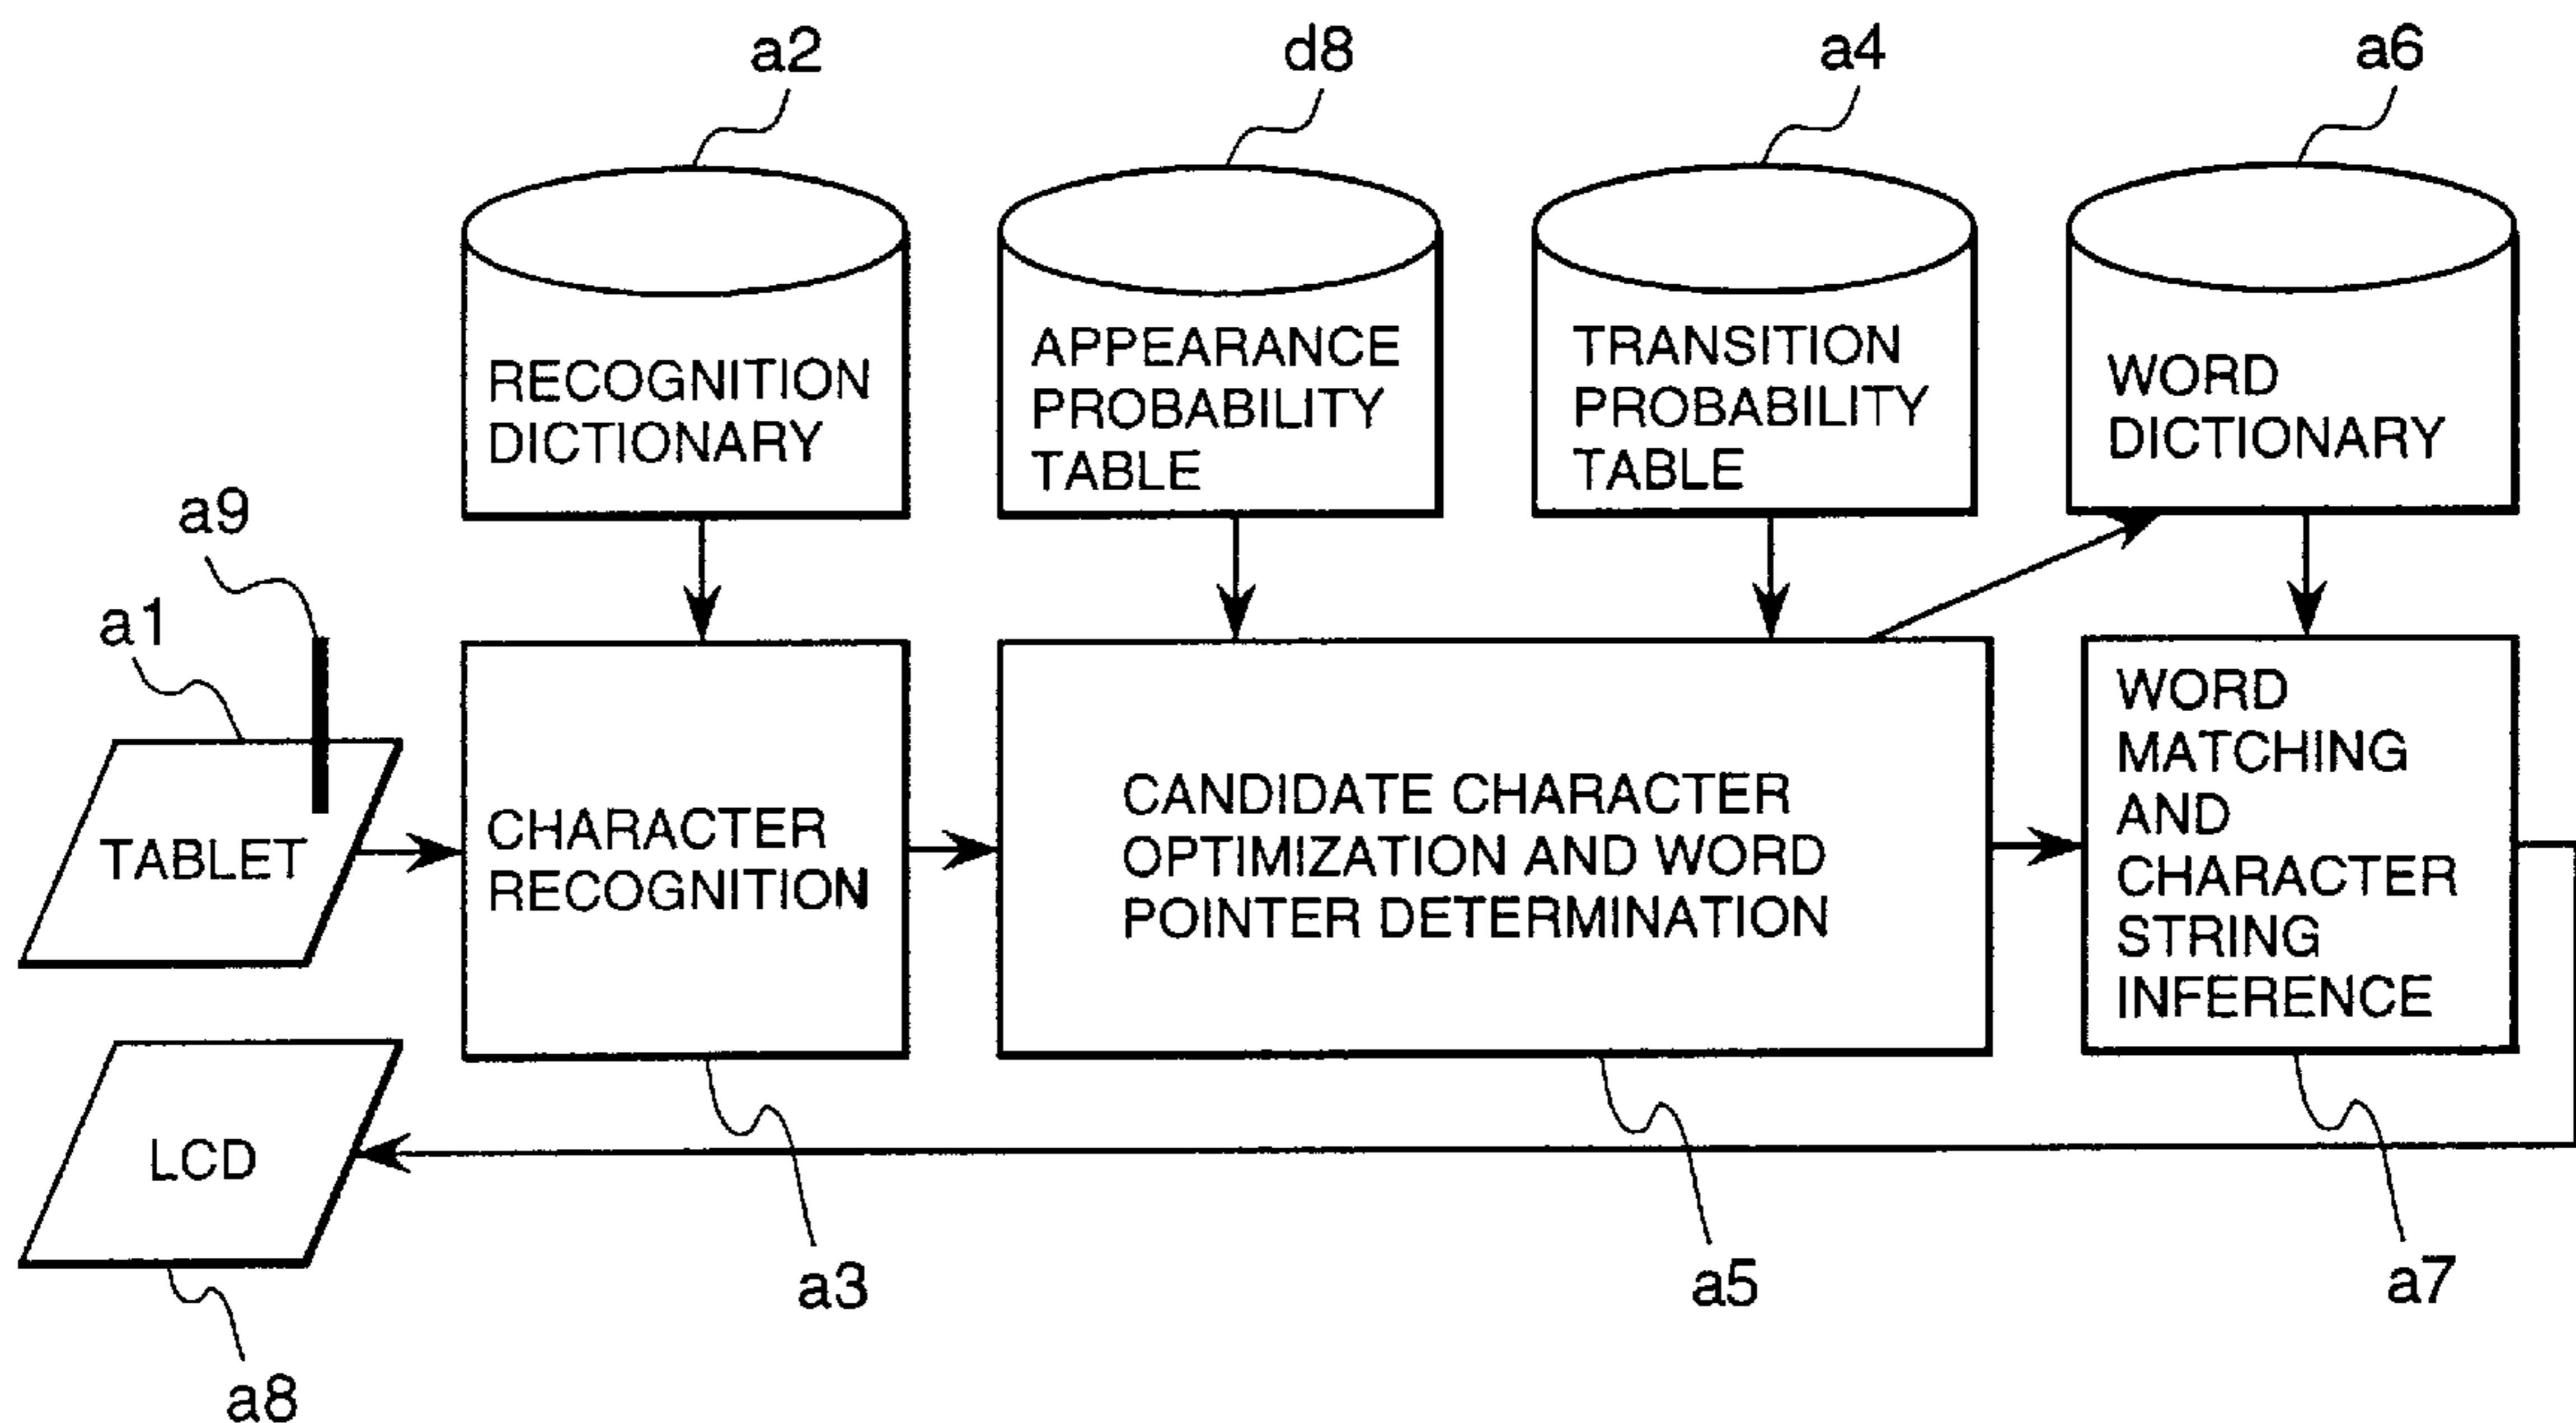 a2
d8
a4
a6
RECOGNITION
DICTIONARY
APPEARANCE
PROBABILITY
TABLE
TRANSITION
PROBABILITY
TABLE
WORD
DICTIONARY
a9
a1
TABLET
CHARACTER
RECOGNITION
CANDIDATE CHARACTER
OPTIMIZATION AND WORD
POINTER DETERMINATION
WORD
MATCHING
AND
CHARACTER
STRING
INFERENCE
LCD
a3
a5
a7
a8